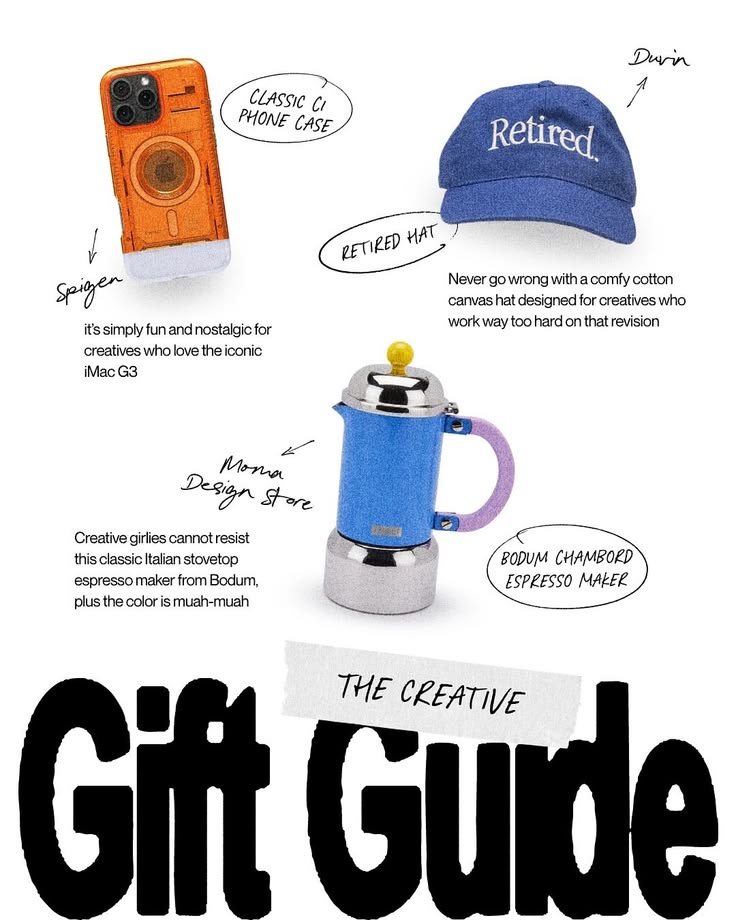 Duvin
CLASSIC C1
PHONE CASE
Retired.
RETIRED HAT
Spigen
Never go wrong with a comfy cotton
canvas hat designed for creatives who
work way too hard on that revision
it's simply fun and nostalgic for
creatives who love the iconic
iMac G3
Moma
Design Store
Creative girlies cannot resist
this classic Italian stovetop
espresso maker from Bodum,
plus the color is muah-muah
BODUM CHAMBORD
ESPRESSO MAKER
THE CREATIVE
Gift Guide